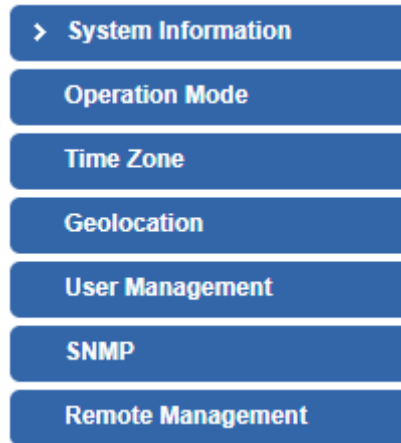 System Information
Operation Mode
Time Zone
Geolocation
User Management
SNMP
Remote Management